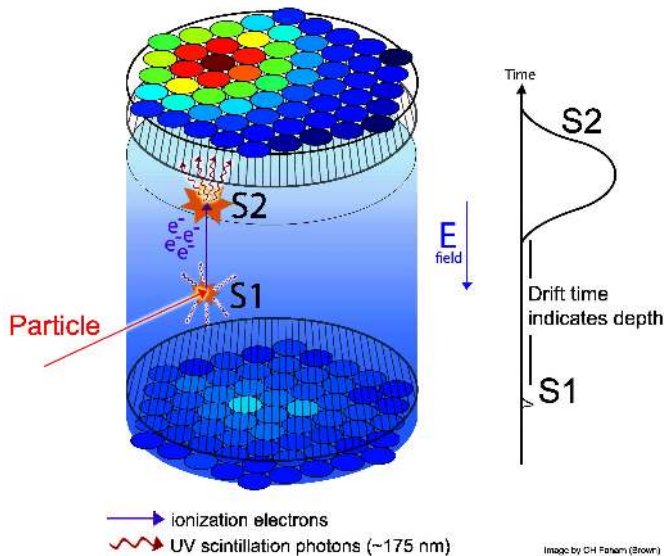 Time
S2
S2
e-
e-
e-
e-
e-
E
field
S1
Particle
Drift time
indicates depth
S1
ionization electrons
UV scintillation photons (~175 nm)
Image by CH Faham (Brown)